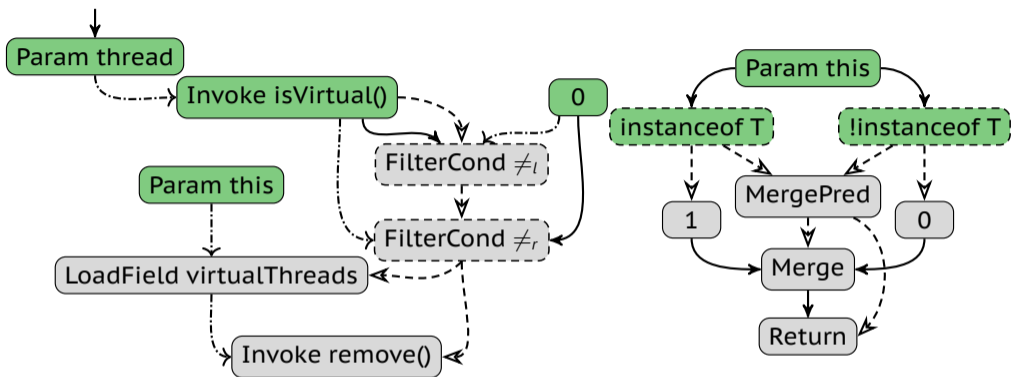 Param thread
Invoke isVirtual()
0
FilterCond ≠l
Param this
FilterCond ≠r
LoadField virtualThreads
Invoke remove()
Param this
instanceof T
!instanceof T
MergePred
1
0
Merge
Return